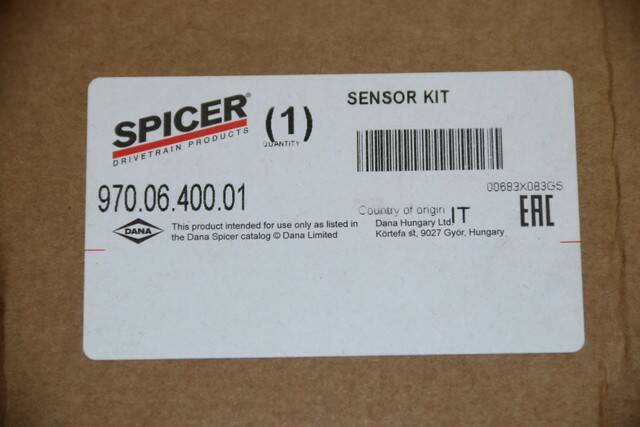 SPICER®
DRIVETRAIN PRODUCTS
(1)
QUANTITY
SENSOR KIT
00683X083GS
970.06.400.01
DANA
This product intended for use only as listed in
the Dana Spicer catalog © Dana Limited
Country of origin IT
Dana Hungary Ltd.
Körtefa st, 9027 Győr, Hungary
EAC